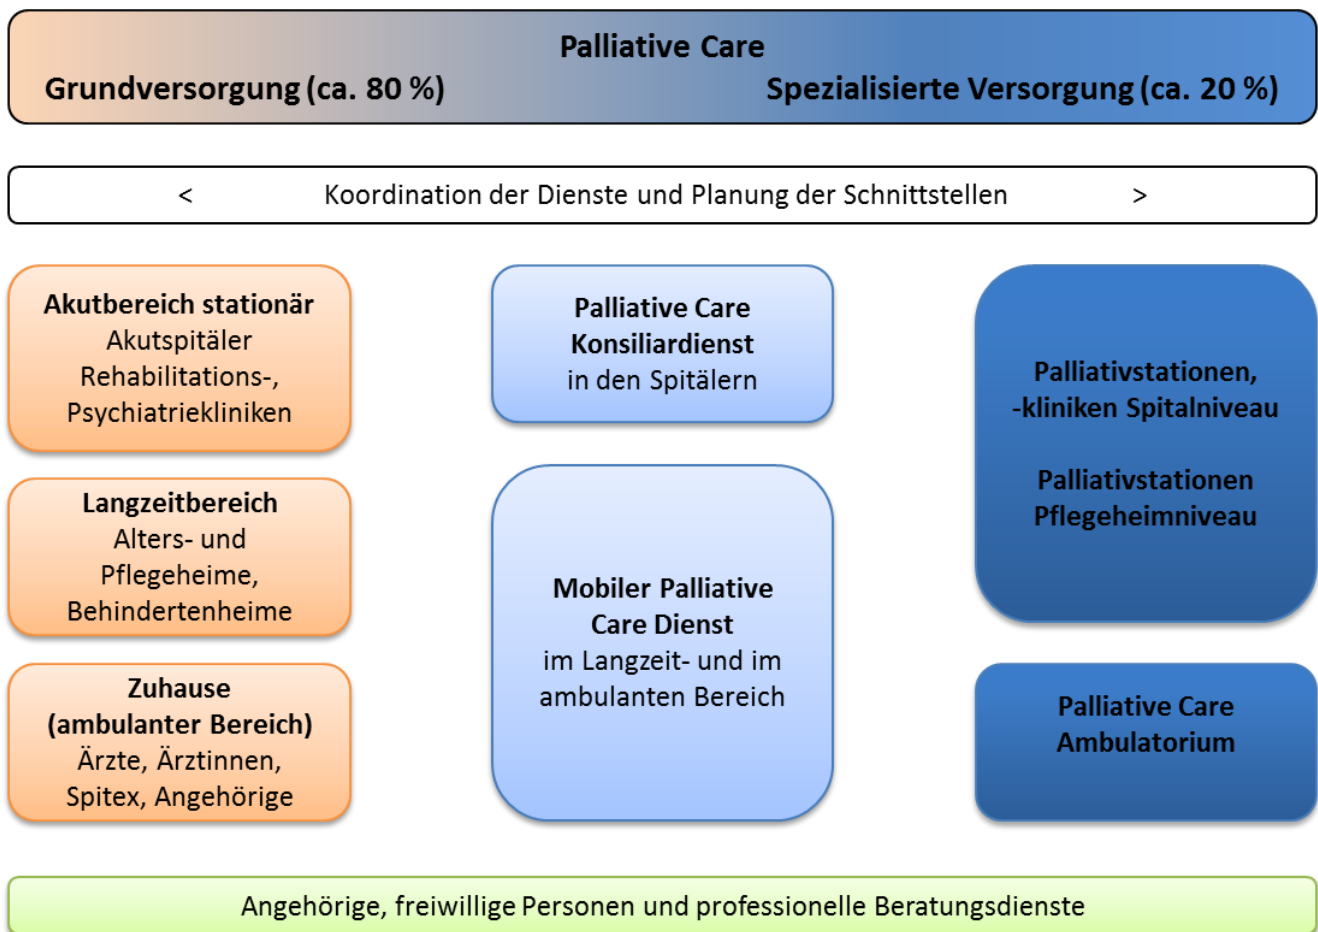 Palliative Care
Grundversorgung (ca. 80 %) Spezialisierte Versorgung (ca. 20 %)
< Koordination der Dienste und Planung der Schnittstellen >
Akutbereich stationär
Akutspitäler
Rehabilitations-,
Psychiatriekliniken
Langzeitbereich
Alters- und
Pflegeheime,
Behindertenheime
Zuhause
(ambulanter Bereich)
Ärzte, Ärztinnen,
Spitex, Angehörige
Palliative Care
Konsiliardienst
in den Spitälern
Mobiler Palliative
Care Dienst
im Langzeit- und im
ambulanten Bereich
Palliativstationen,
-kliniken Spitalniveau
Palliativstationen
Pflegeheimniveau
Palliative Care
Ambulatorium
Angehörige, freiwillige Personen und professionelle Beratungsdienste